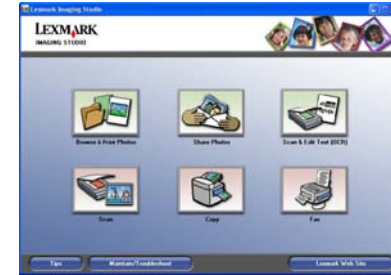 Lexmark Imaging Studio
LEXMARK
IMAGING STUDIO
Browse & Print Photos
Share Photos
Scan & Edit Text (OCR)
Scan
Copy
Fax
Tips
Maintain/Troubleshoot
Lexmark Web Site